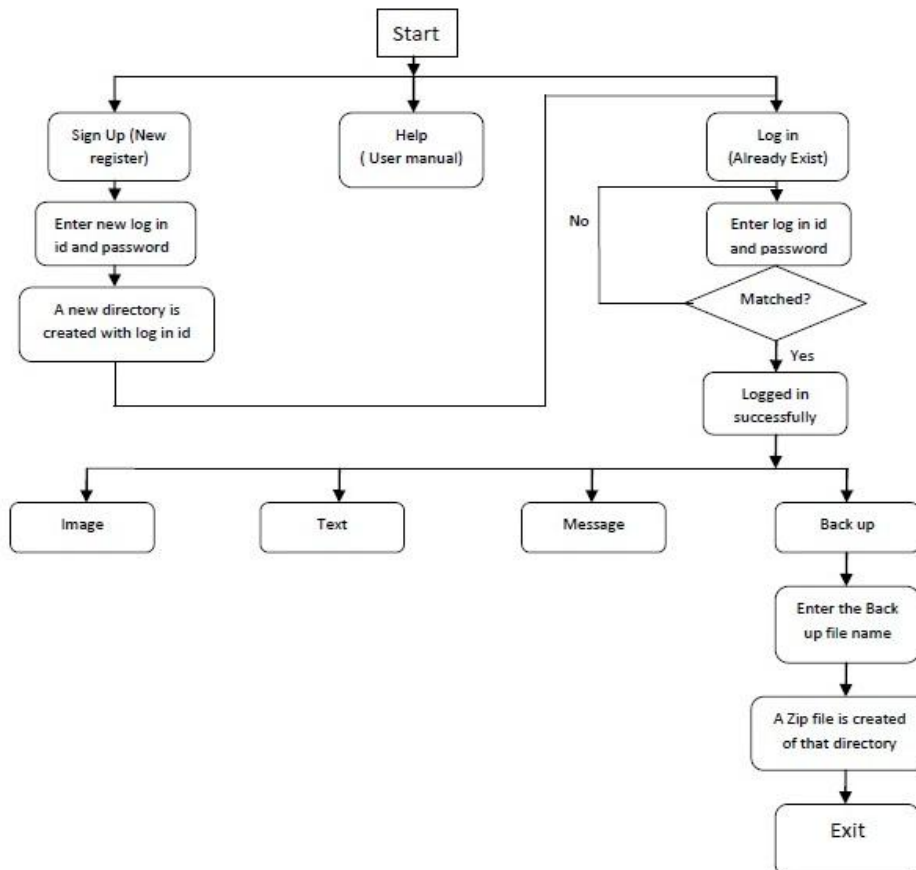 Start
Sign Up (New
register)
Help
( User manual)
Log in
(Already Exist)
Enter new log in
id and password
No
Enter log in id
and password
A new directory is
created with log in id
Matched?
Yes
Logged in
successfully
Image
Text
Message
Back up
Enter the Back
up file name
A Zip file is created
of that directory
Exit